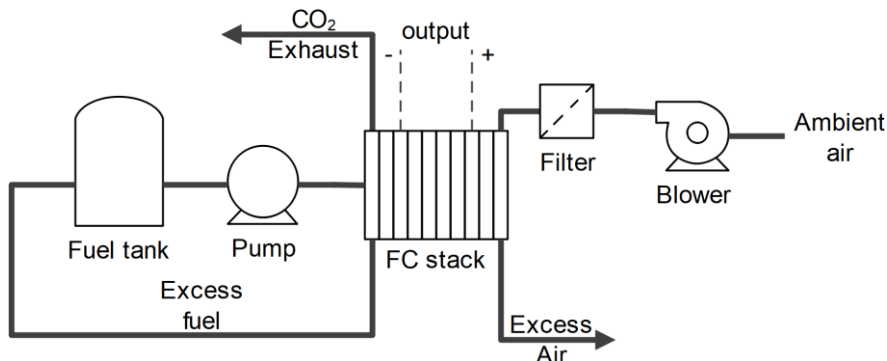 CO₂
Exhaust
output
-
+
Ambient
air
Filter
Blower
Fuel tank
Pump
FC stack
Excess
fuel
Excess
Air